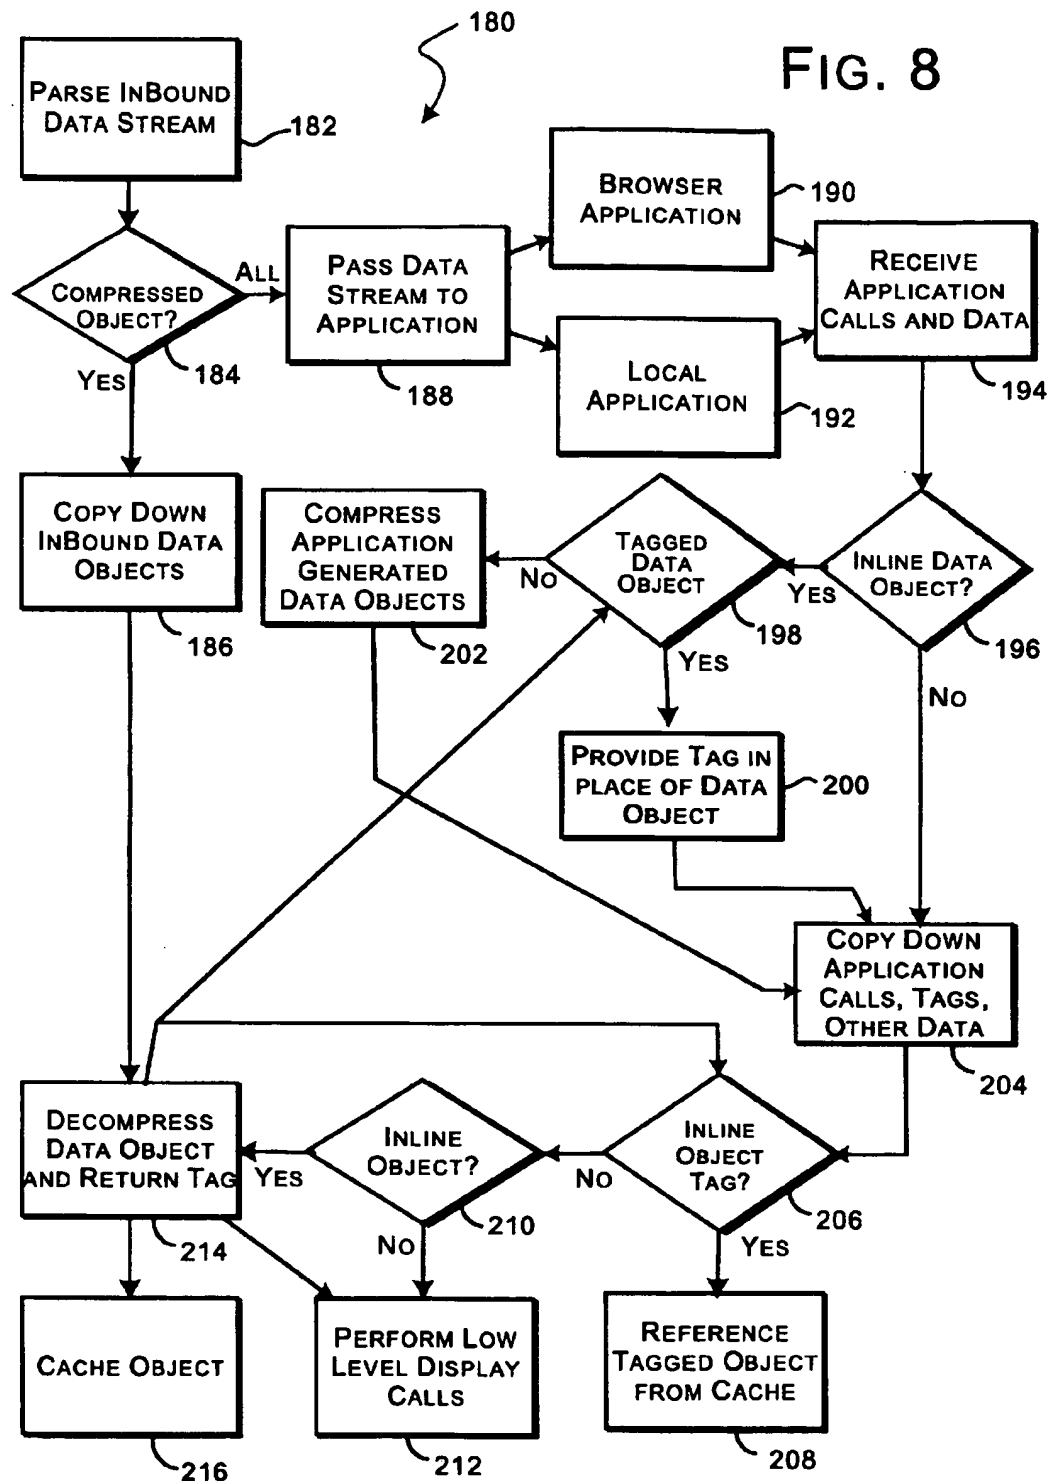 180
FIG. 8
PARSE INBOUND
DATA STREAM
182
BROWSER
APPLICATION
190
COMPRESSED
OBJECT?
184
ALL
YES
PASS DATA
STREAM TO
APPLICATION
188
RECEIVE
APPLICATION
CALLS AND DATA
194
LOCAL
APPLICATION
192
COPY DOWN
INBOUND DATA
OBJECTS
186
COMPRESS
APPLICATION
GENERATED
DATA OBJECTS
202
NO
TAGGED
DATA
OBJECT
198
YES
YES
INLINE DATA
OBJECT?
196
NO
PROVIDE TAG IN
PLACE OF DATA
OBJECT
200
COPY DOWN
APPLICATION
CALLS, TAGS,
OTHER DATA
204
DECOMPRESS
DATA OBJECT
AND RETURN TAG
214
YES
INLINE
OBJECT?
210
NO
NO
INLINE
OBJECT
TAG?
206
YES
CACHE OBJECT
216
PERFORM LOW
LEVEL DISPLAY
CALLS
212
REFERENCE
TAGGED OBJECT
FROM CACHE
208